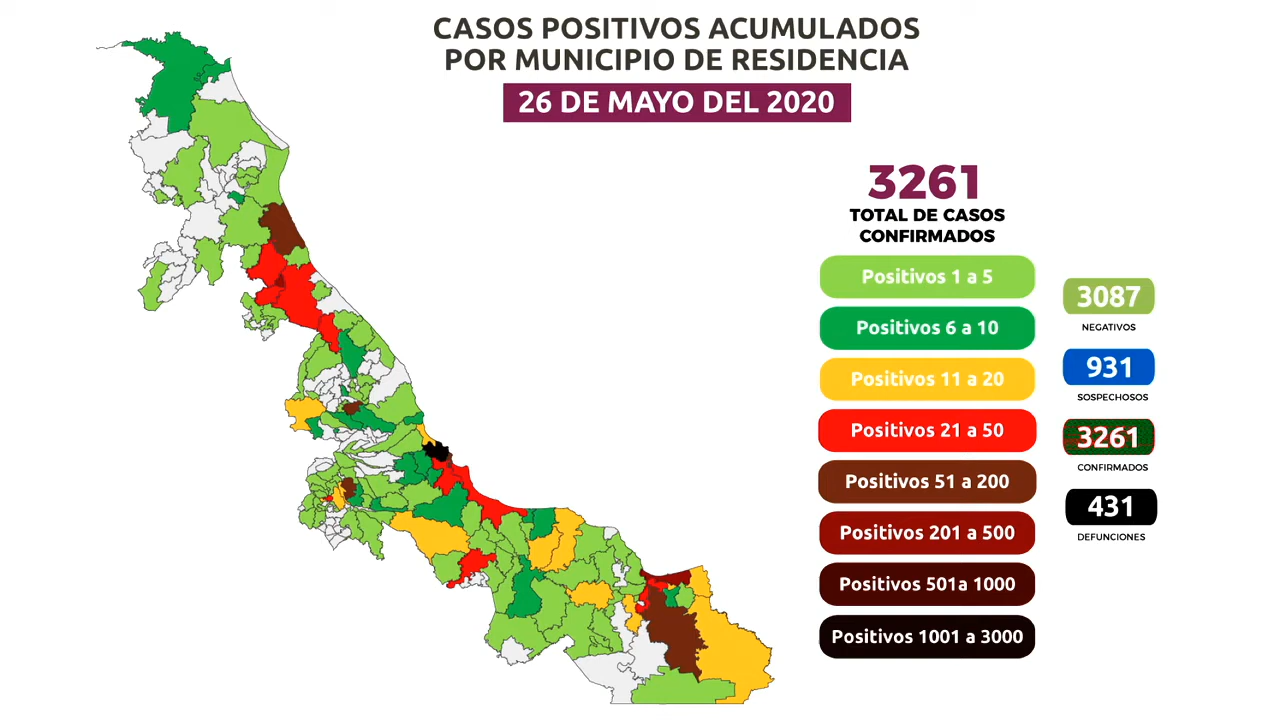 CASOS POSITIVOS ACUMULADOS
POR MUNICIPIO DE RESIDENCIA
26 DE MAYO DEL 2020
3261
TOTAL DE CASOS
CONFIRMADOS
Positivos 1 a 5
Positivos 6 a 10
Positivos 11 a 20
Positivos 21 a 50
Positivos 51 a 200
Positivos 201 a 500
Positivos 501a 1000
Positivos 1001 a 3000
3087
NEGATIVOS
931
SOSPECHOSOS
3261
CONFIRMADOS
431
DEFUNCIONES